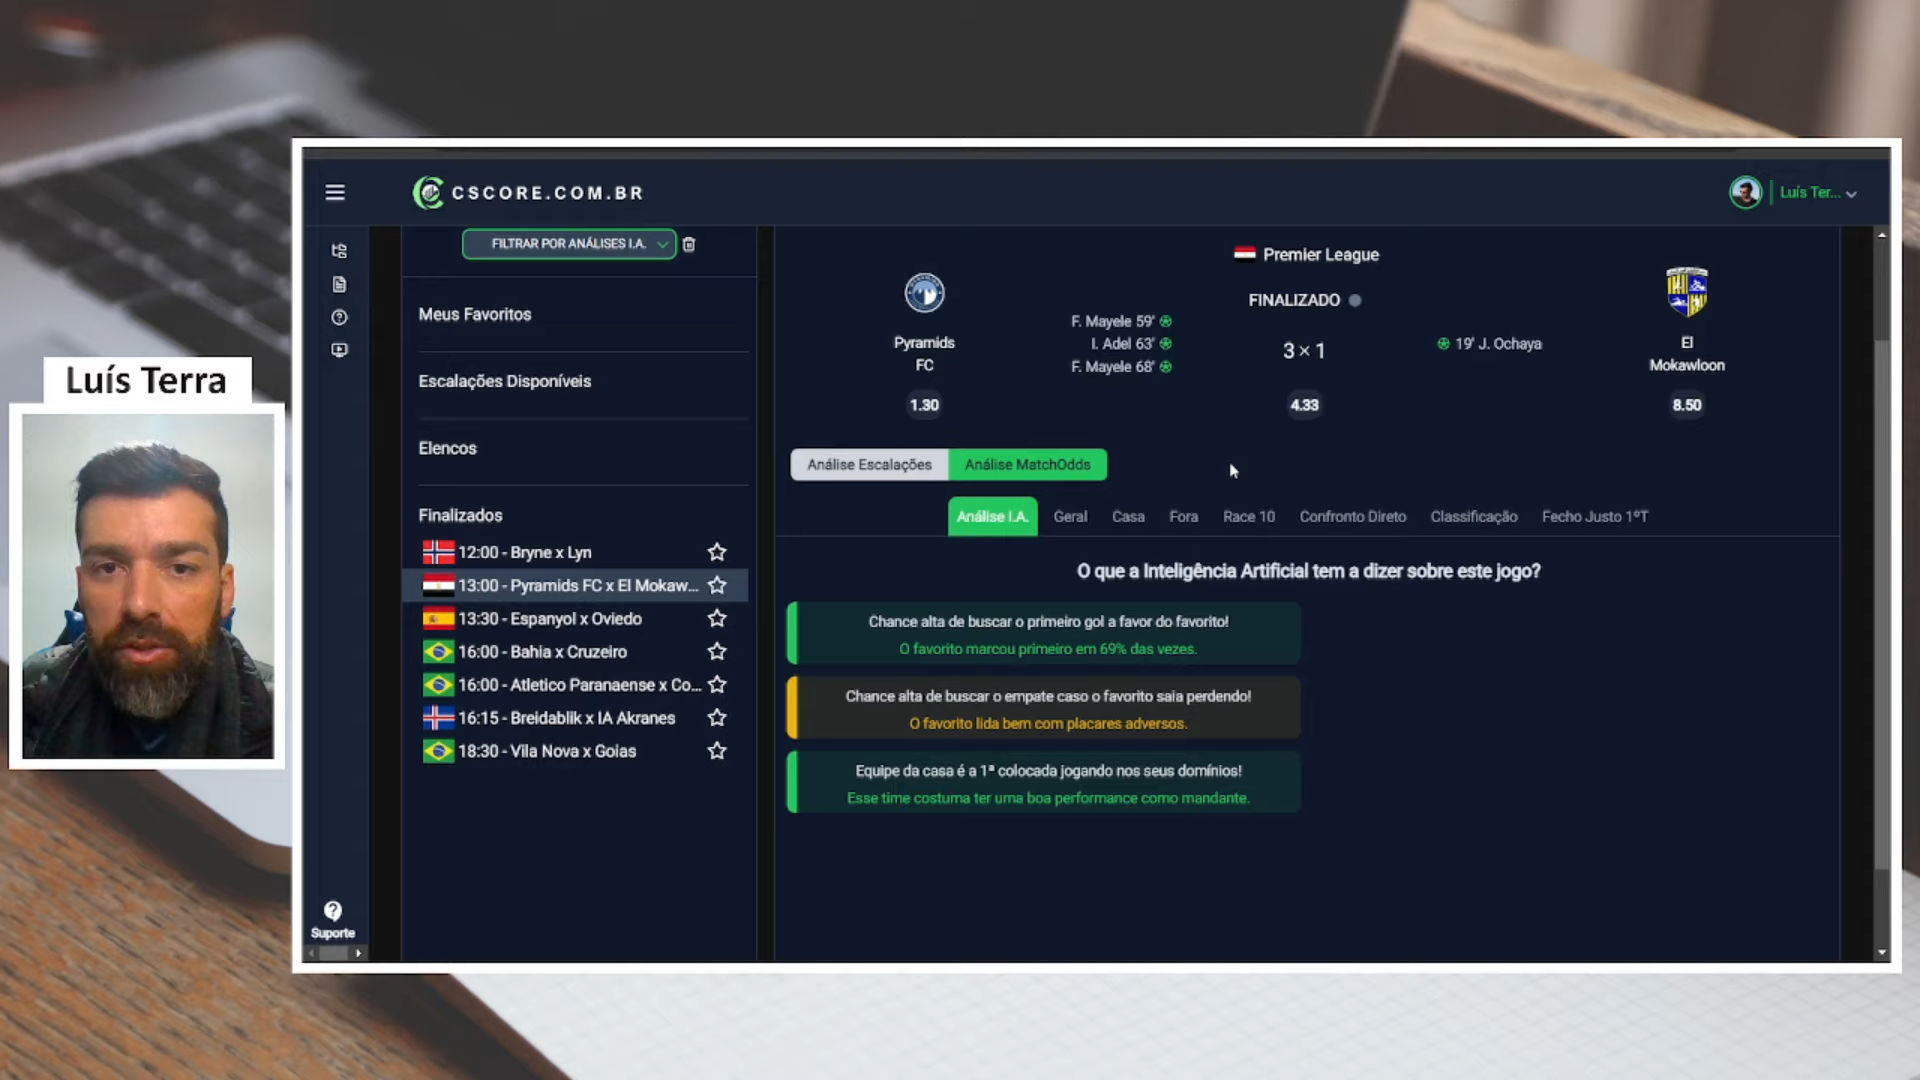 Luís Terra
CSCORE.COM.BR
Luís Ter...
FILTRAR POR ANÁLISES I.A.
Meus Favoritos
Escalações Disponíveis
Elencos
Finalizados
12:00 - Bryne x Lyn
13:00 - Pyramids FC x El Mokaw...
13:30 - Espanyol x Oviedo
16:00 - Bahia x Cruzeiro
16:00 - Atletico Paranaense x Co...
16:15 - Breidablik x IA Akranes
18:30 - Vila Nova x Goias
Suporte
Premier League
FINALIZADO
Pyramids
FC
1.30
F. Mayele 59'
I. Adel 63'
F. Mayele 68'
3 × 1
4.33
19' J. Ochaya
El
Mokawloon
8.50
Análise Escalações
Análise MatchOdds
Análise I.A. Geral Casa Fora Race 10 Confronto Direto Classificação Fecho Justo 1ºT
O que a Inteligência Artificial tem a dizer sobre este jogo?
Chance alta de buscar o primeiro gol a favor do favorito!
O favorito marcou primeiro em 69% das vezes.
Chance alta de buscar o empate caso o favorito saia perdendo!
O favorito lida bem com placares adversos.
Equipe da casa é a 1ª colocada jogando nos seus domínios!
Esse time costuma ter uma boa performance como mandante.